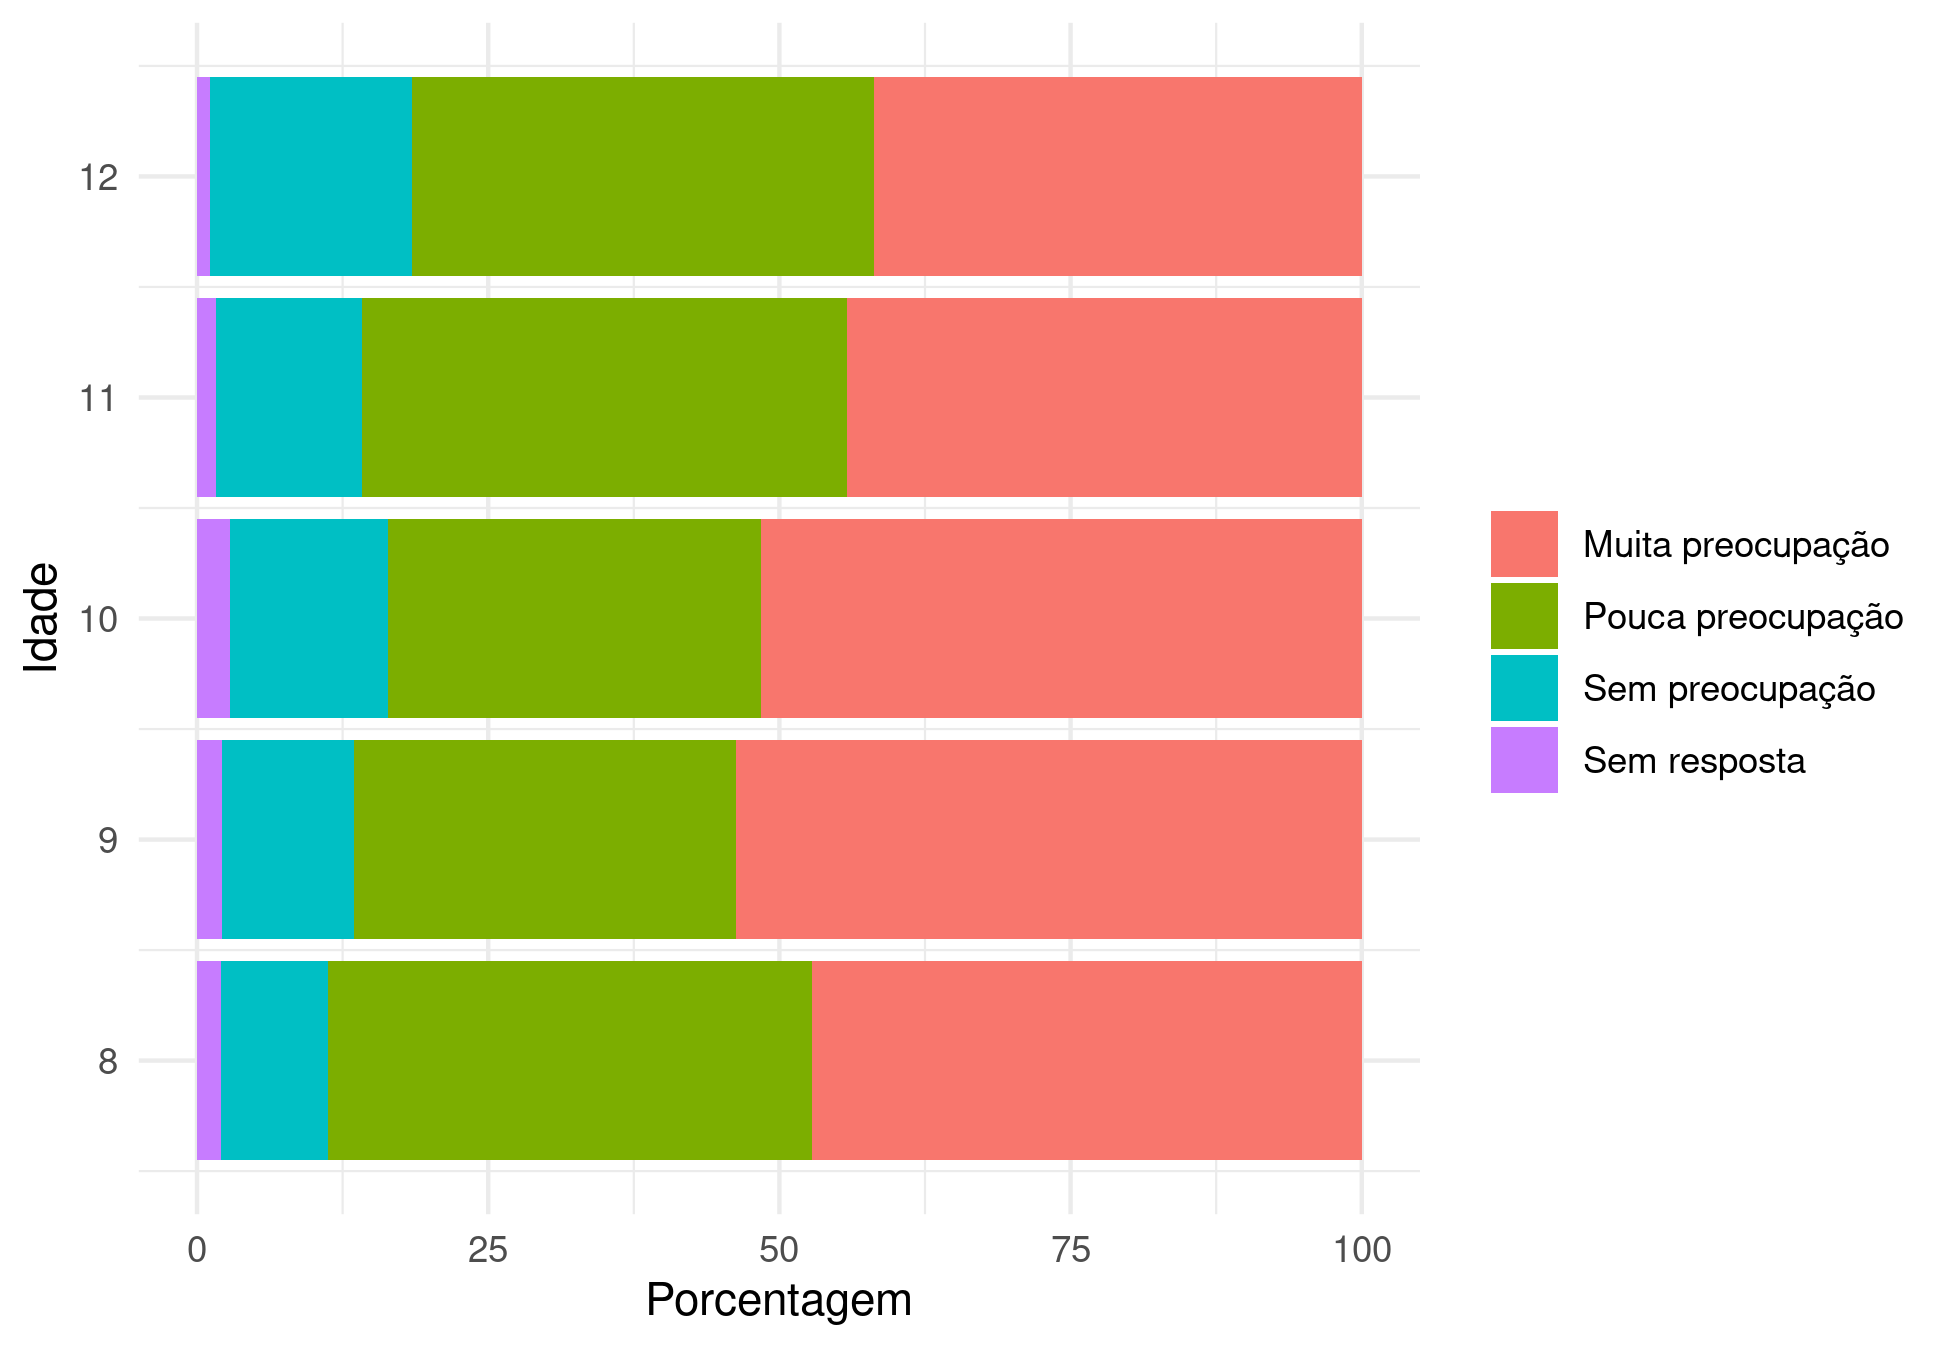 12
11
10
9
8
Idade
0 25 50 75 100
Porcentagem
Muita preocupação
Pouca preocupação
Sem preocupação
Sem resposta